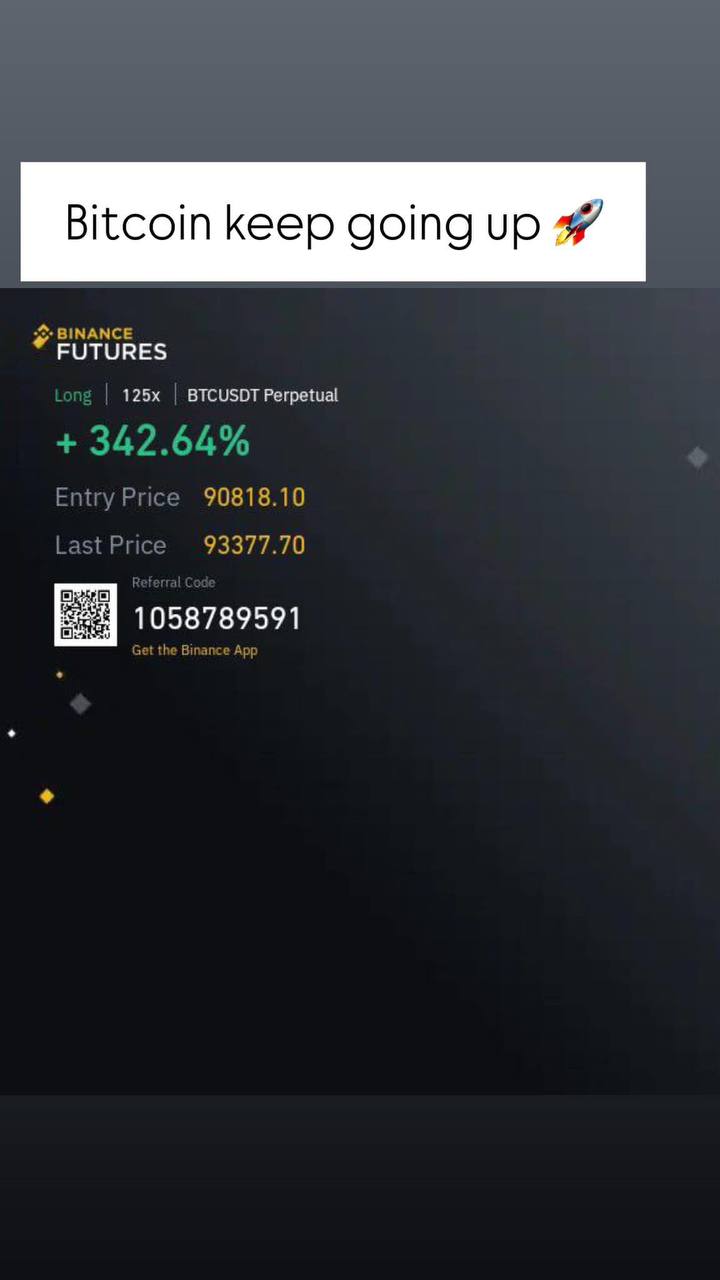 Bitcoin keep going up 🚀
BINANCE
FUTURES
Long | 125x | BTCUSDT Perpetual
+ 342.64%
Entry Price 90818.10
Last Price 93377.70
Referral Code
1058789591
Get the Binance App